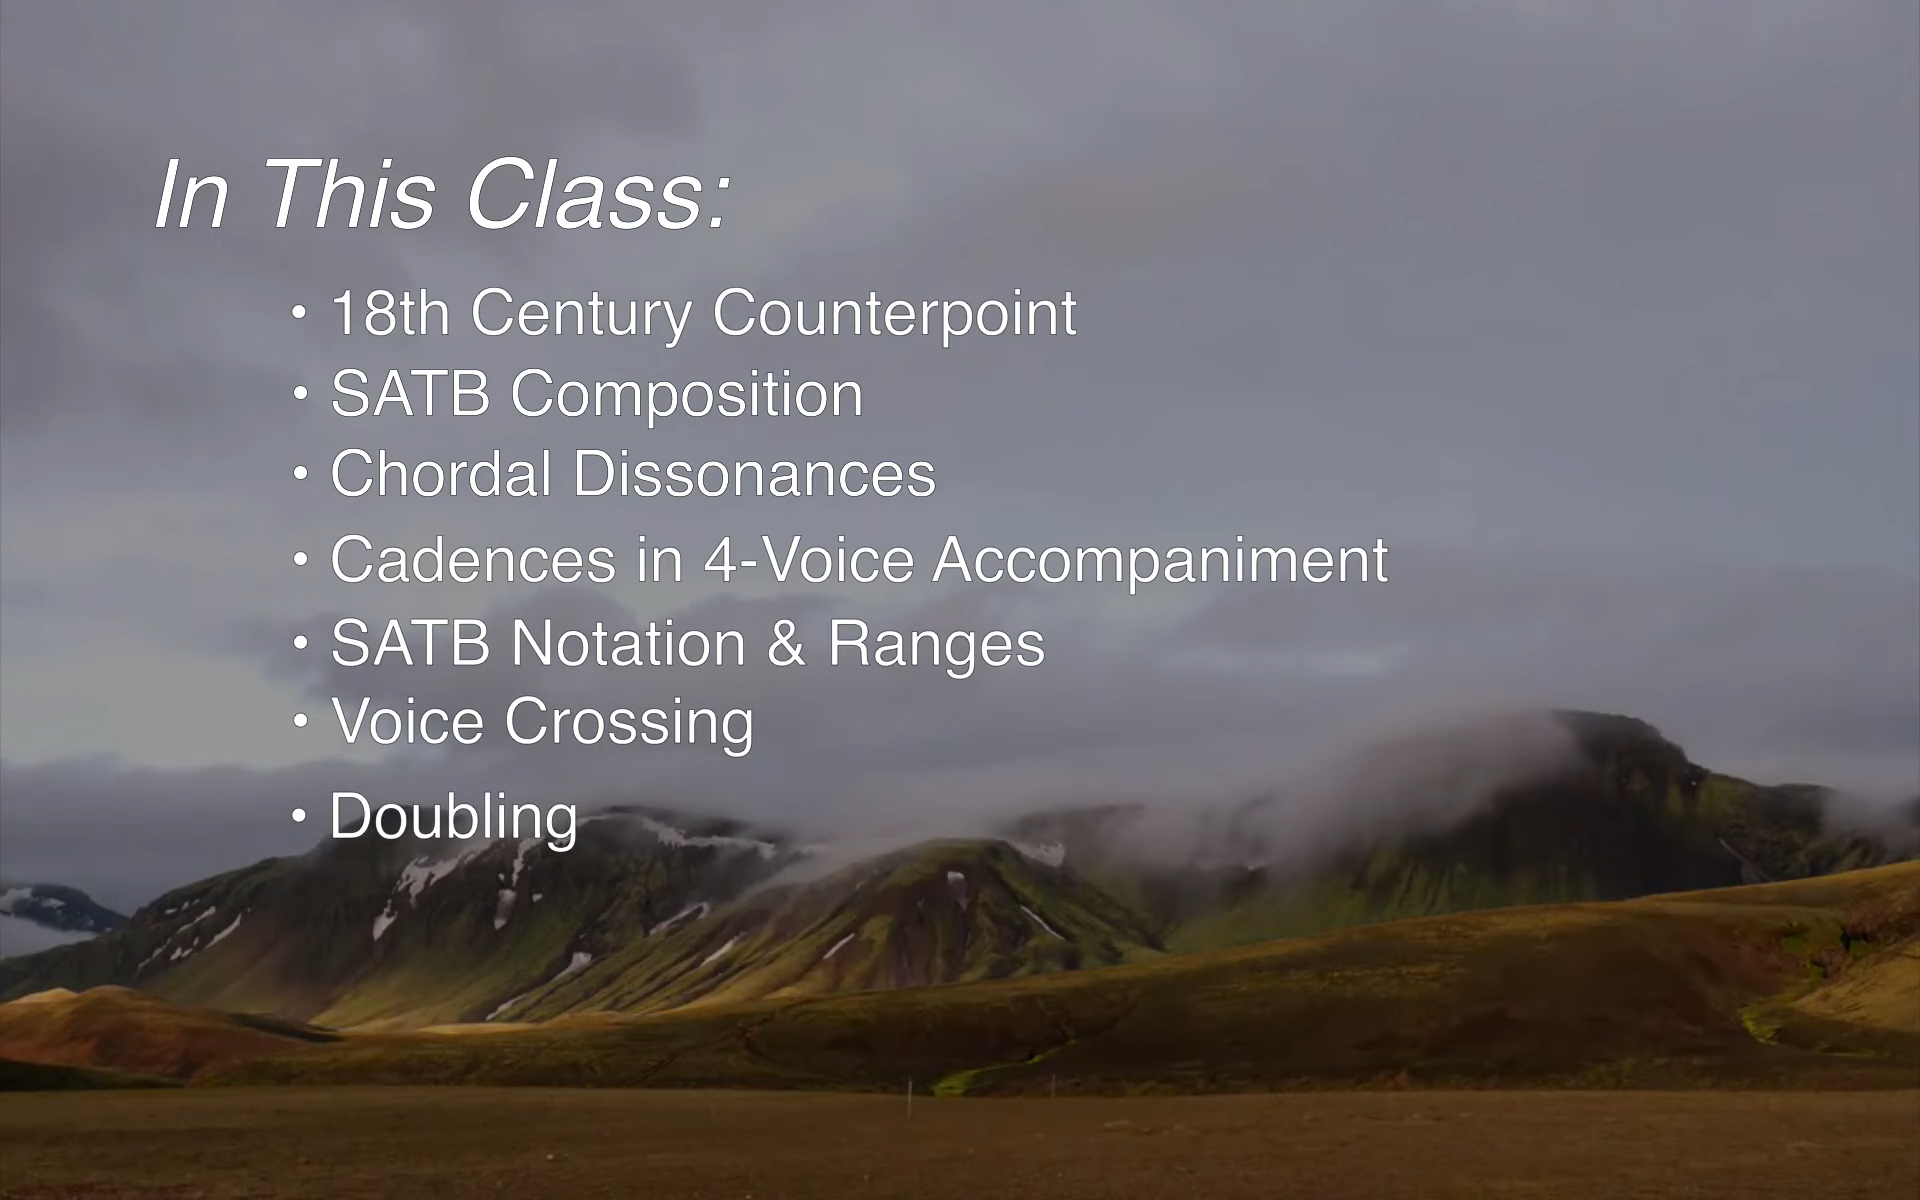 In This Class:
• 18th Century Counterpoint
• SATB Composition
• Chordal Dissonances
• Cadences in 4-Voice Accompaniment
• SATB Notation & Ranges
• Voice Crossing
• Doubling